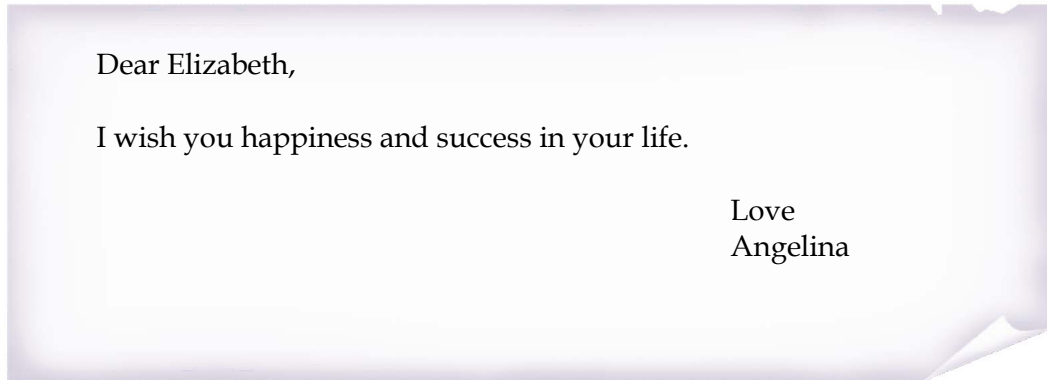 Dear Elizabeth,
I wish you happiness and success in your life.
Love
Angelina